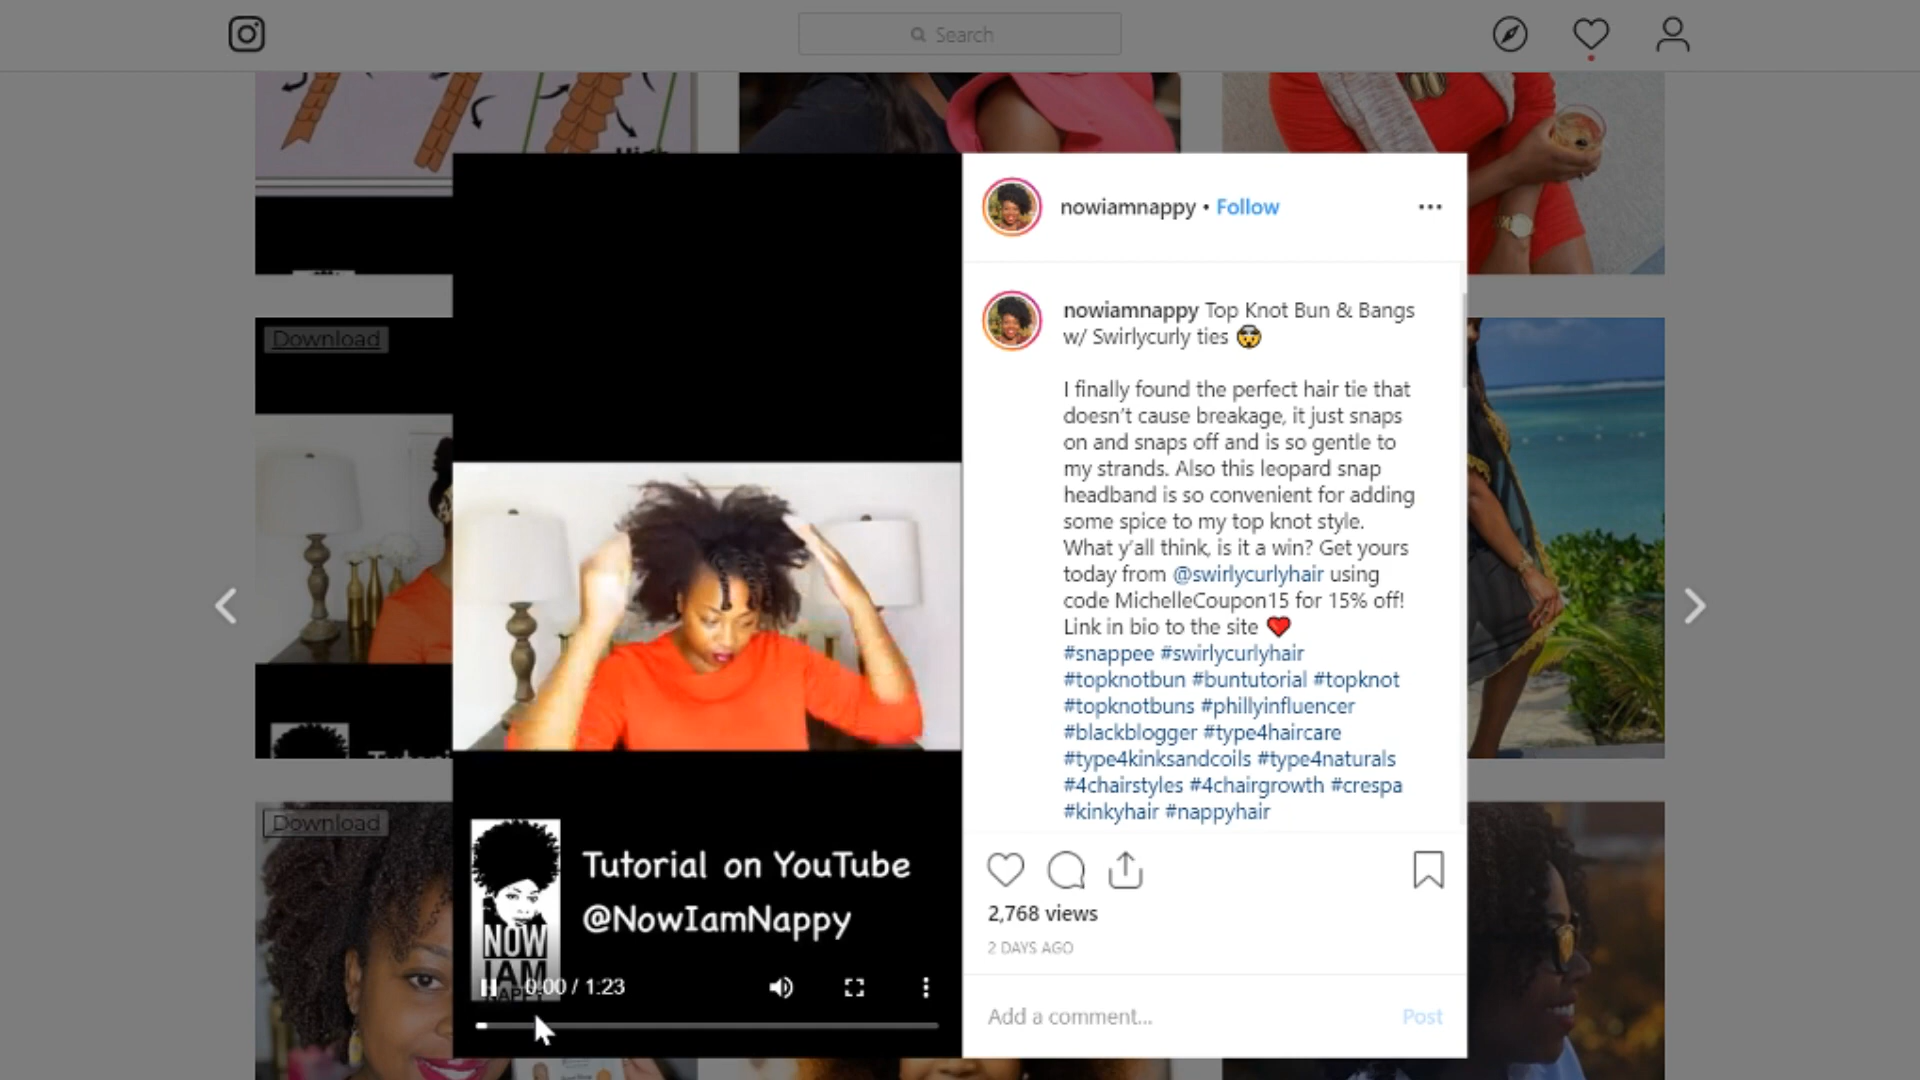 Search
nowiamnappy • Follow
Download
nowiamnappy Top Knot Bun & Bangs
w/ Swirlycurly ties 🤯
I finally found the perfect hair tie that
doesn't cause breakage, it just snaps
on and snaps off and is so gentle to
my strands. Also this leopard snap
headband is so convenient for adding
some spice to my top knot style.
What y'all think, is it a win? Get yours
today from @swirlycurlyhair using
code MichelleCoupon15 for 15% off!
Link in bio to the site ❤️
#snappee #swirlycurlyhair
#topknotbun #buntutorial #topknot
#topknotbuns #phillyinfluencer
#blackblogger #type4haircare
#type4kinksandcoils #type4naturals
#4chairstyles #4chairgrowth #crespa
#kinkyhair #nappyhair
Download
Tutorial on YouTube
@NowIamNappy
NOW
IAM
NAPPY
0:00 / 1:23
2,768 views
2 DAYS AGO
Add a comment...
Post